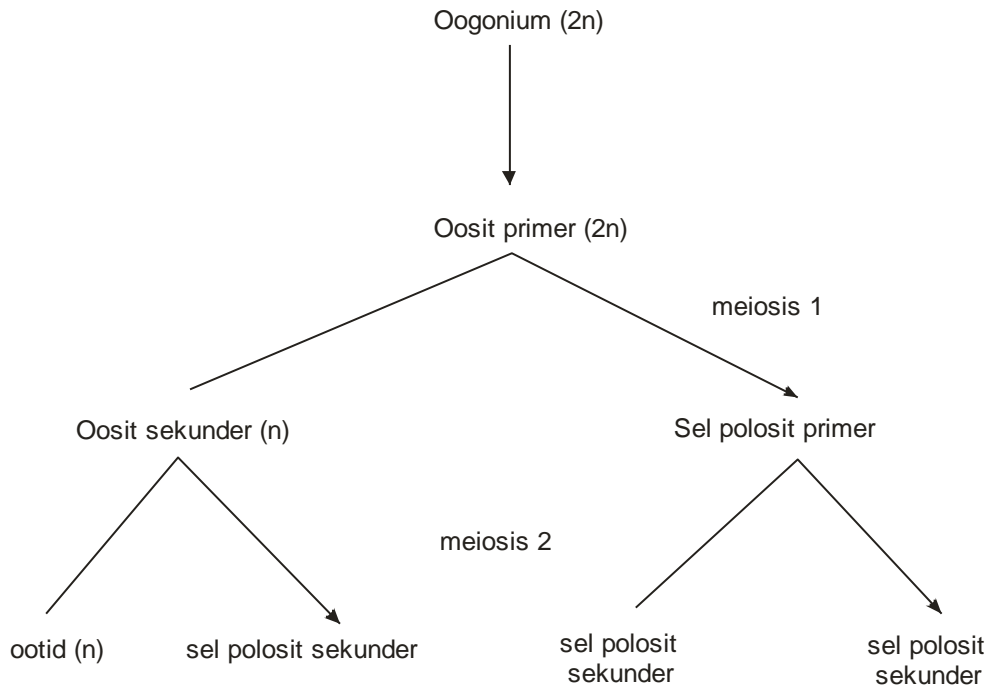 Oogonium (2n)
Oosit primer (2n)
meiosis 1
Oosit sekunder (n)
Sel polosit primer
meiosis 2
ootid (n)
sel polosit sekunder
sel polosit
sekunder
sel polosit
sekunder